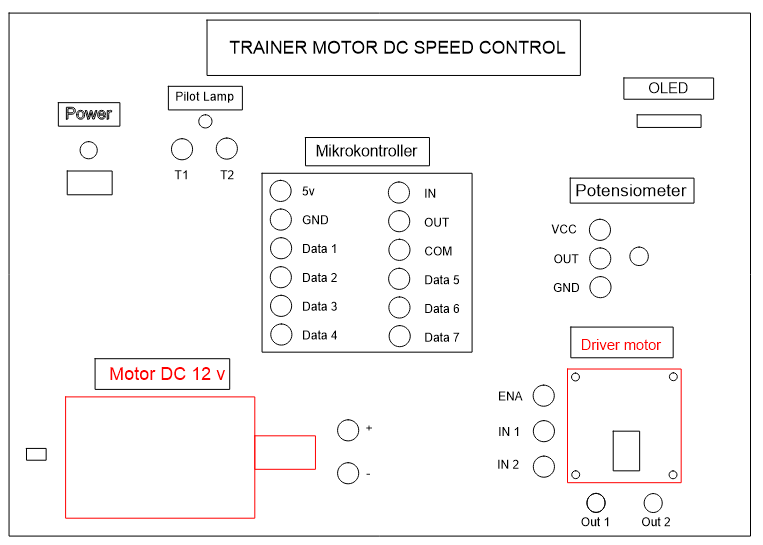 TRAINER MOTOR DC SPEED CONTROL
OLED
Pilot Lamp
Power
T1
T2
Mikrokontroller
5v
IN
GND
OUT
Data 1
COM
Data 2
Data 5
Data 3
Data 6
Data 4
Data 7
Potensiometer
VCC
OUT
GND
Driver motor
Motor DC 12 v
+
-
ENA
IN 1
IN 2
Out 1
Out 2